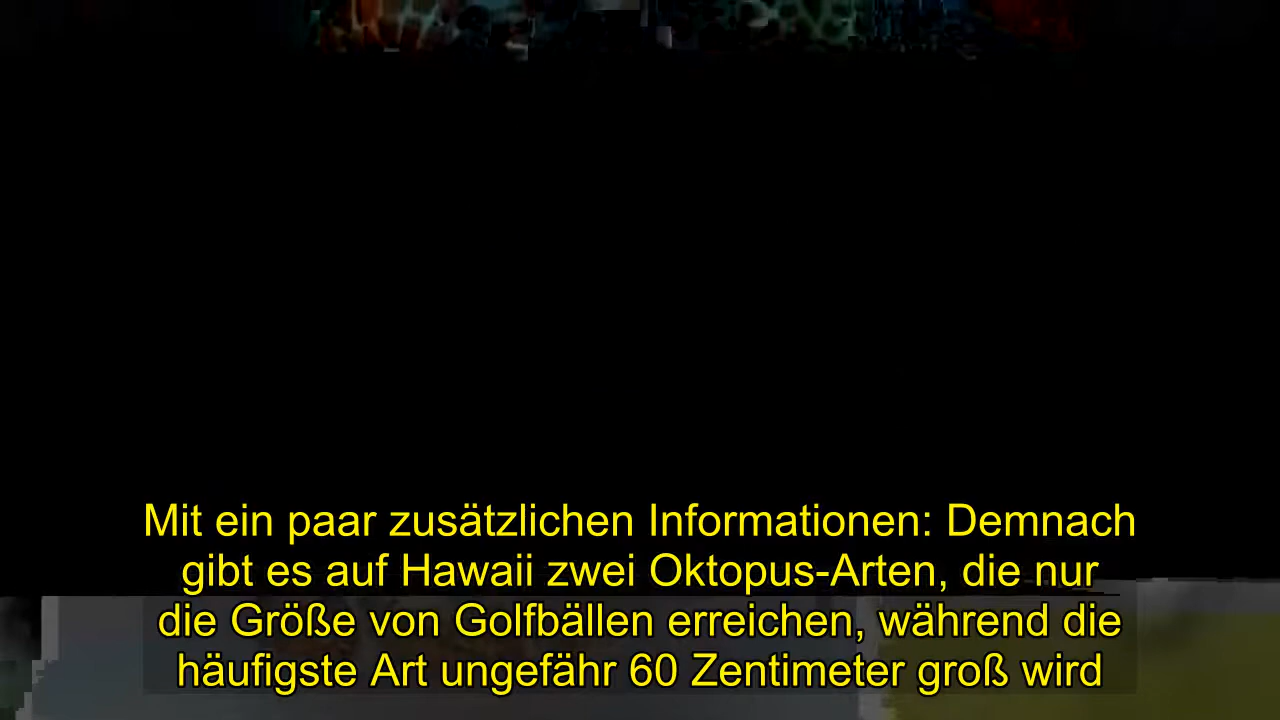 Mit ein paar zusätzlichen Informationen: Demnach
gibt es auf Hawaii zwei Oktopus-Arten, die nur
die Größe von Golfbällen erreichen, während die
häufigste Art ungefähr 60 Zentimeter groß wird